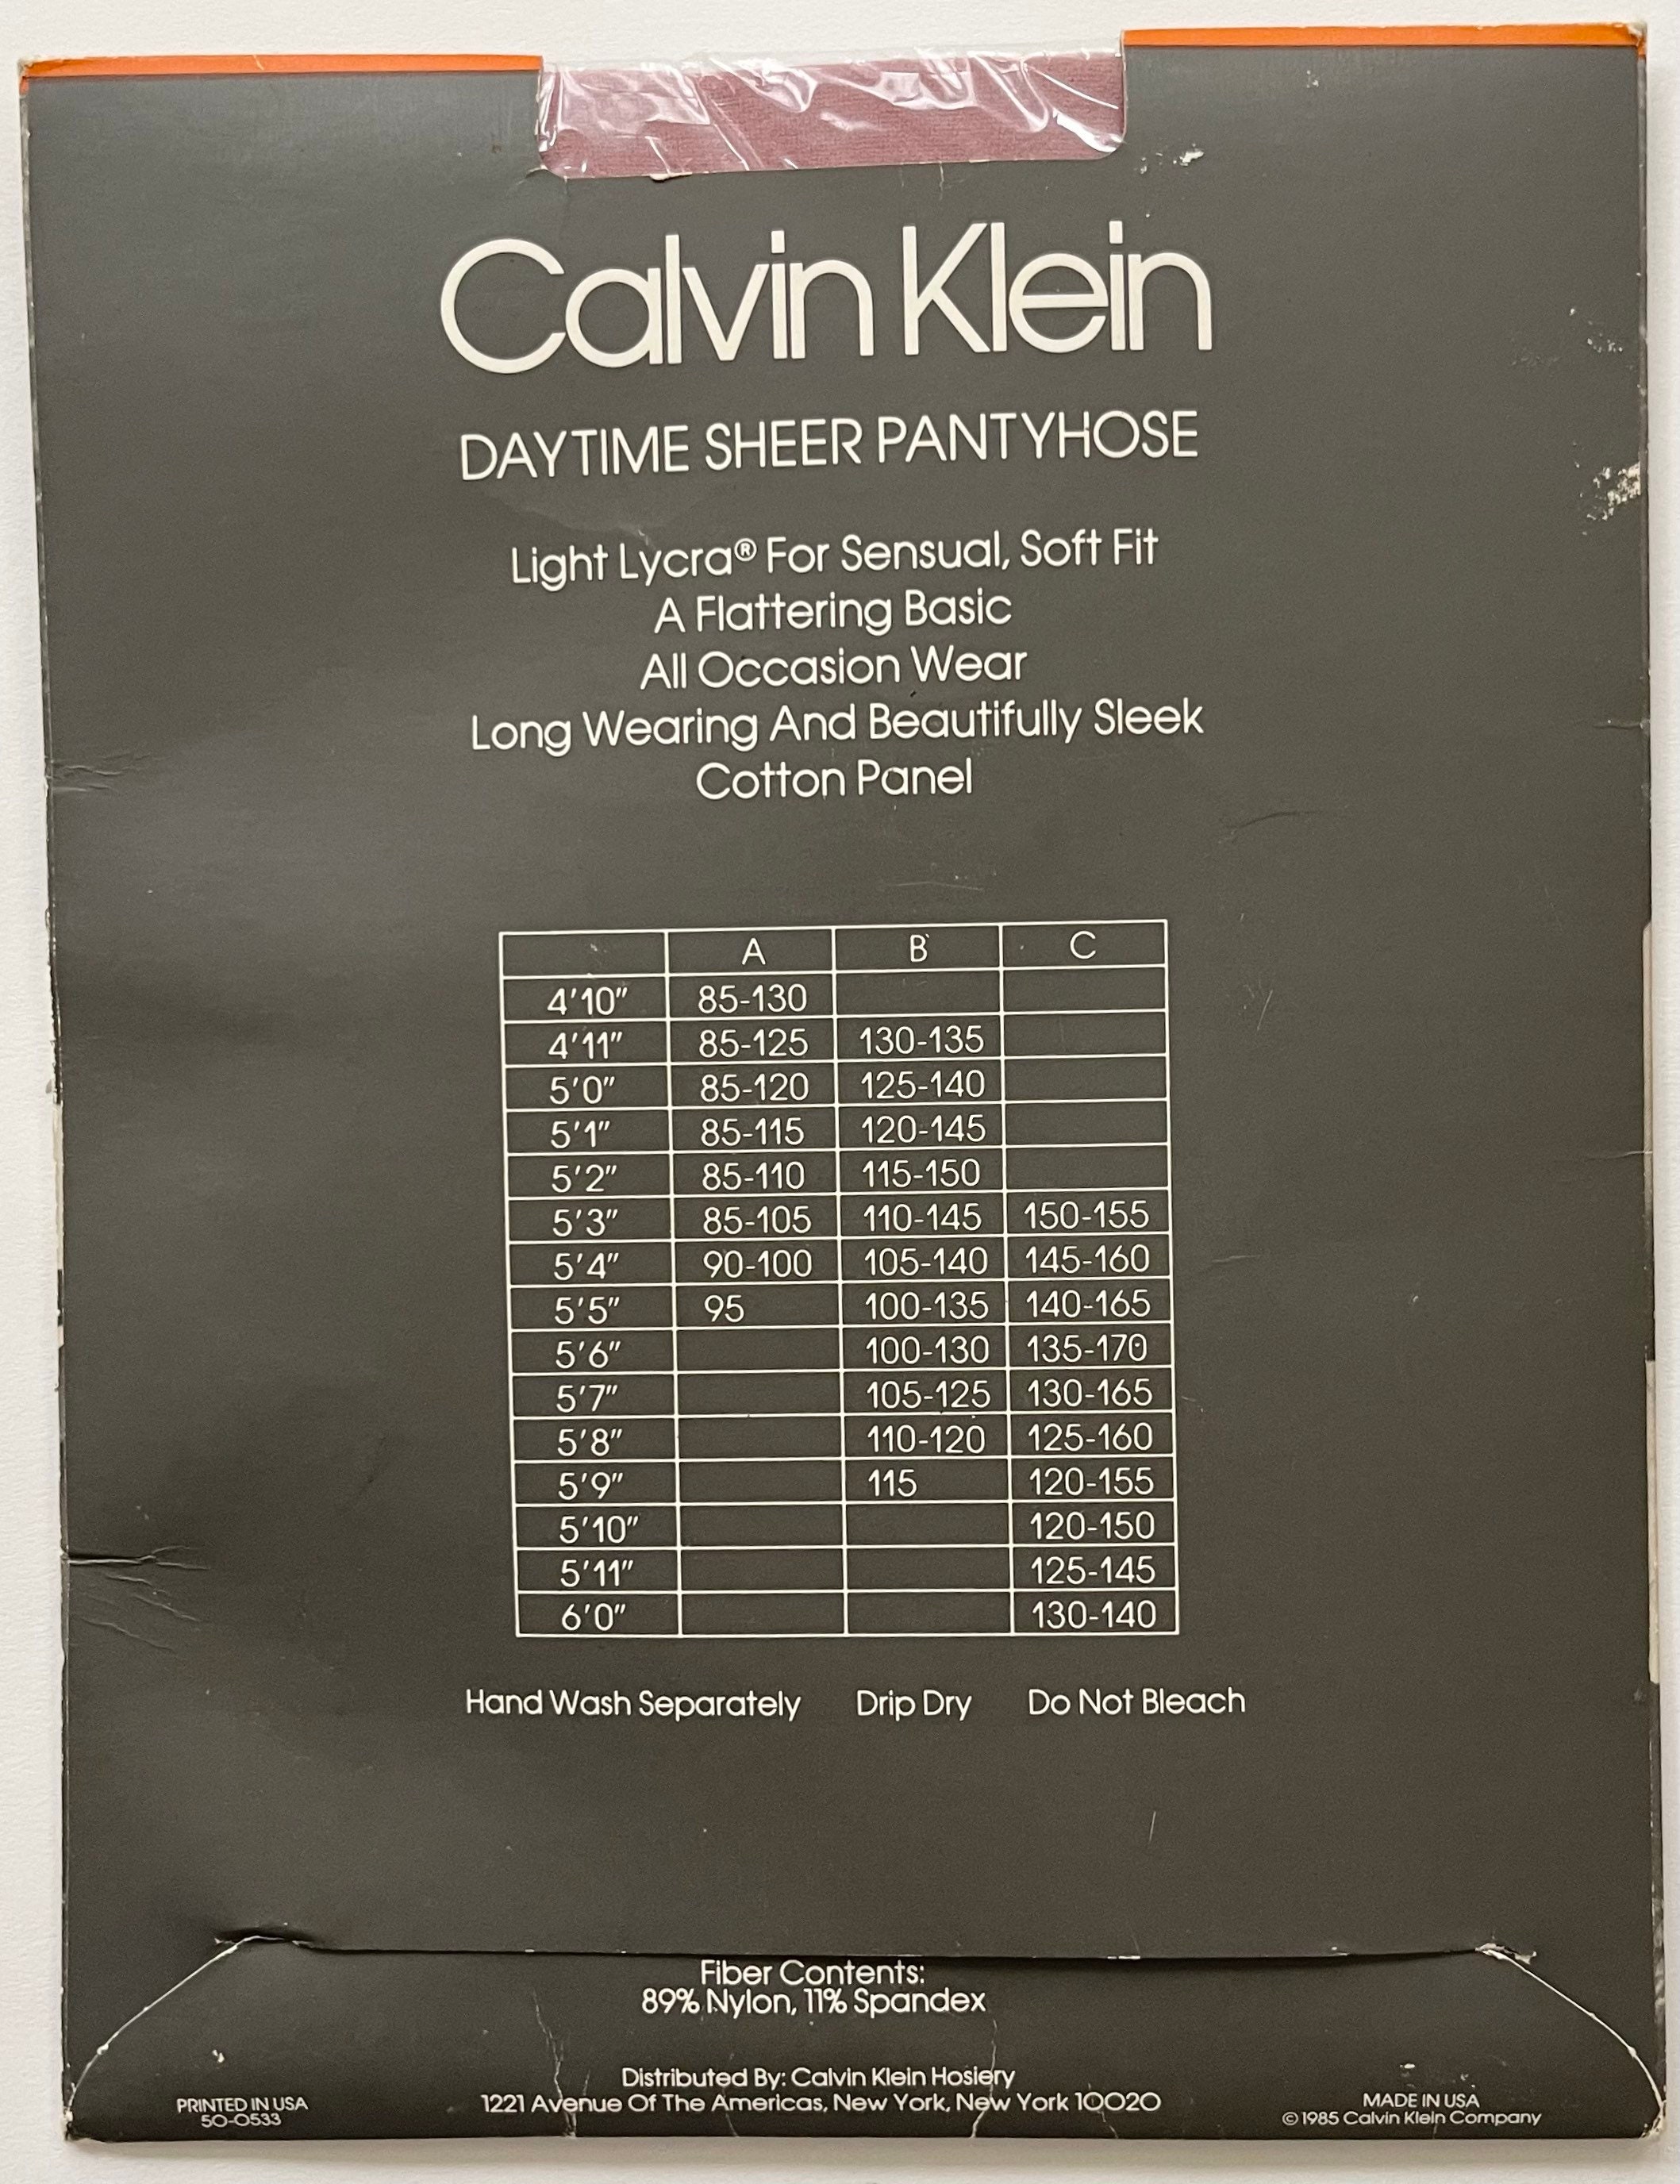 Calvin Klein
DAYTIME SHEER PANTYHOSE
Light Lycra® For Sensual, Soft Fit
A Flattering Basic
All Occasion Wear
Long Wearing And Beautifully Sleek
Cotton Panel
A B C
4'10" 85-130
4'11" 85-125 130-135
5'0" 85-120 125-140
5'1" 85-115 120-145
5'2" 85-110 115-150
5'3" 85-105 110-145 150-155
5'4" 90-100 105-140 145-160
5'5" 95 100-135 140-165
5'6" 100-130 135-170
5'7" 105-125 130-165
5'8" 110-120 125-160
5'9" 115 120-155
5'10" 120-150
5'11" 125-145
6'0" 130-140
Hand Wash Separately Drip Dry Do Not Bleach
Fiber Contents:
89% Nylon, 11% Spandex
Distributed By: Calvin Klein Hosiery
1221 Avenue Of The Americas, New York, New York 10020
PRINTED IN USA
50-0533
MADE IN USA
© 1985 Calvin Klein Company